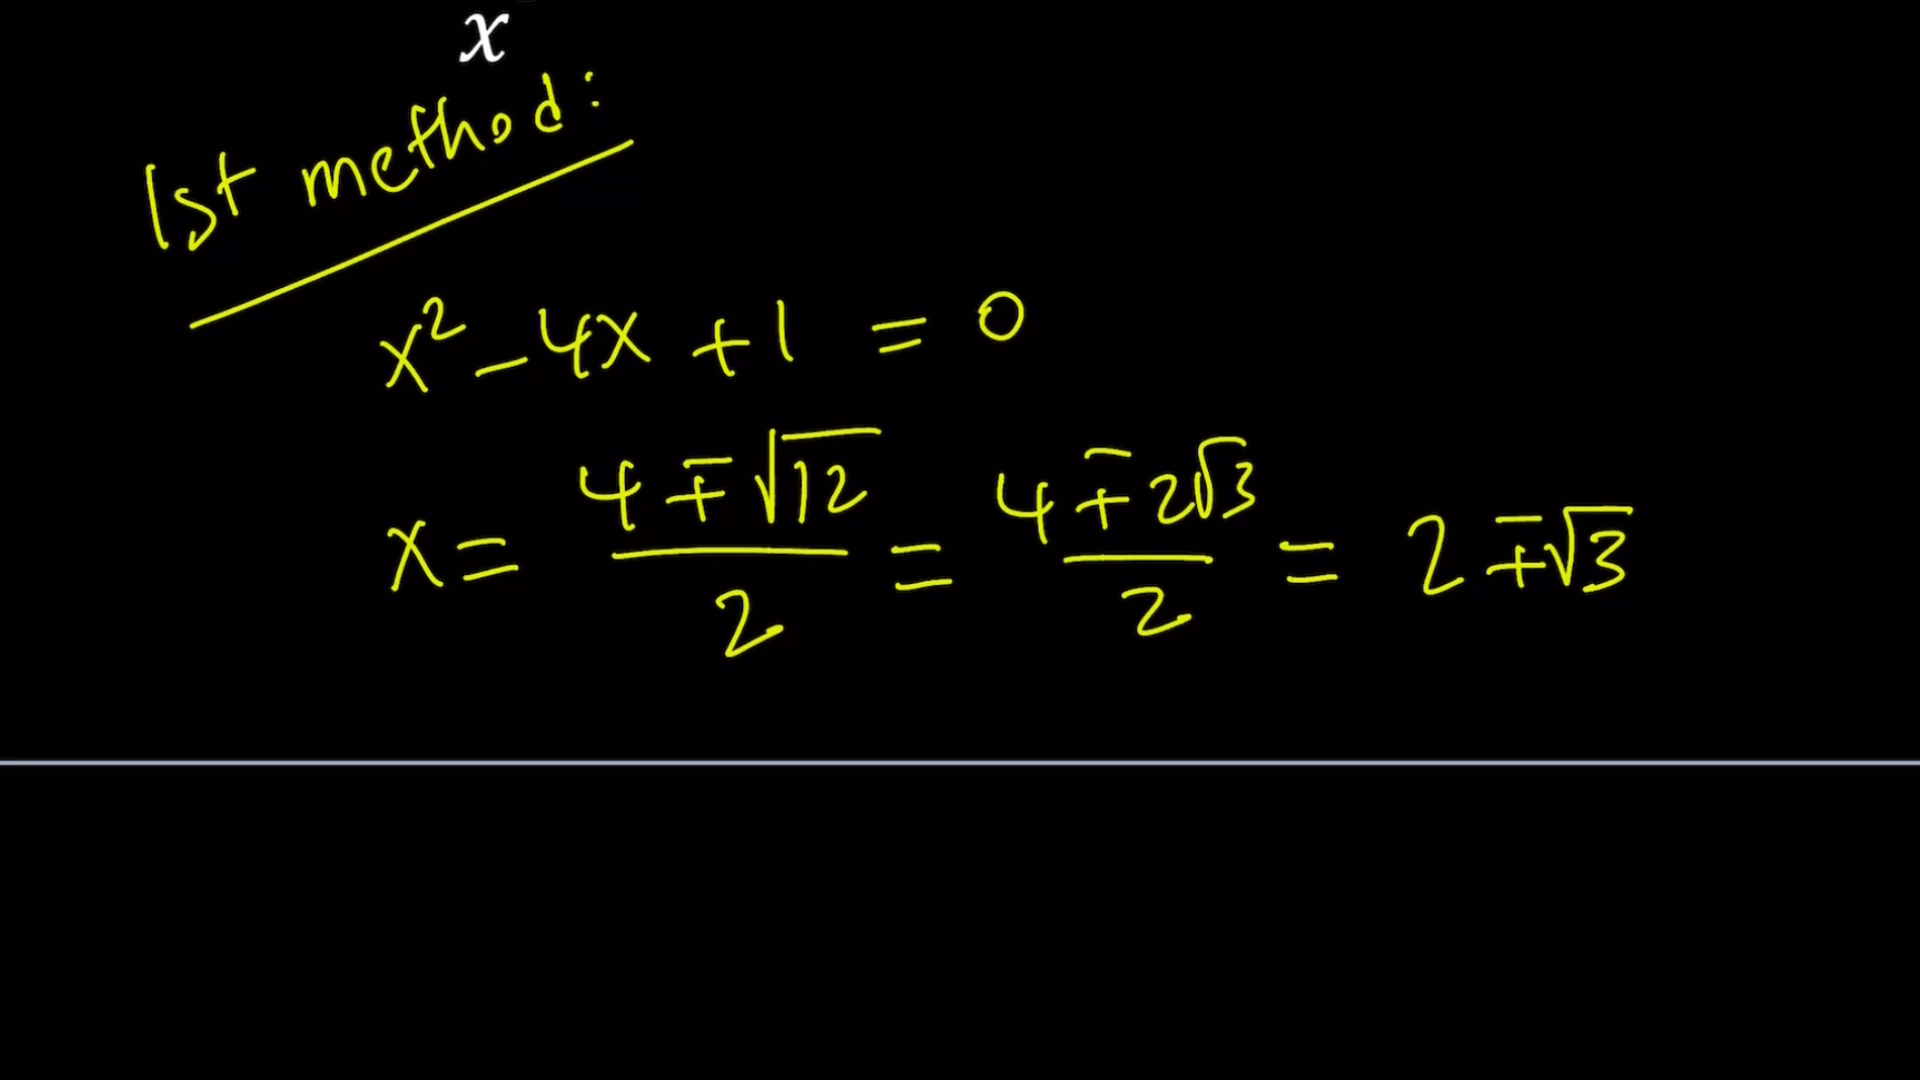 x
1st method:
x² - 4x + 1 = 0
x = (4 ∓ √12)/2 = (4 ∓ 2√3)/2 = 2 ∓ √3